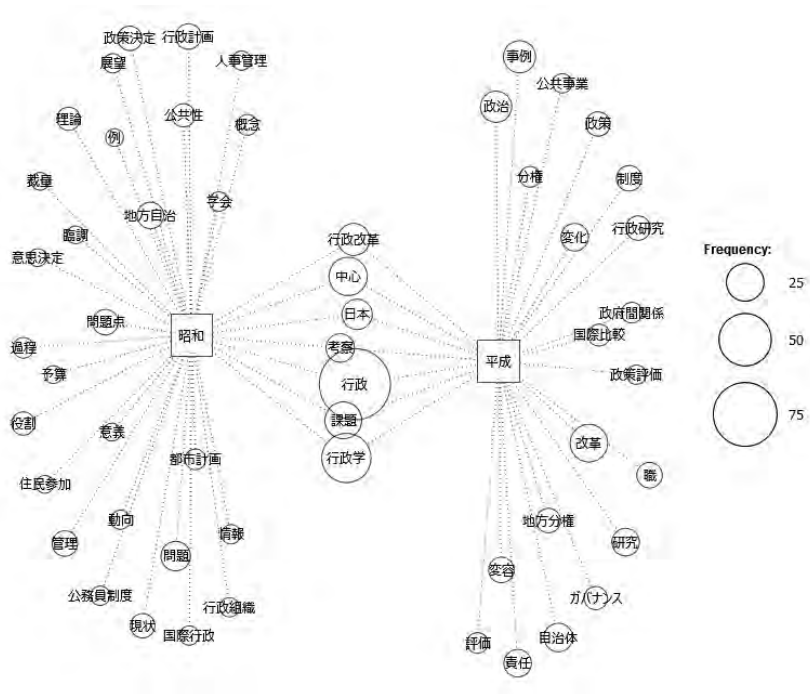 政策決定
行政計画
展望
人事管理
理論
例
公共性
概念
裁量
地方自治
学会
臨調
意思決定
問題点
昭和
過程
予算
役割
意義
都市計画
住民参加
動向
管理
問題
情報
公務員制度
行政組織
現状
国際行政
行政改革
中心
日本
考察
行政
課題
行政学
事例
公共事業
政治
政策
分権
制度
変化
行政研究
政府間関係
国際比較
平成
政策評価
改革
職
地方分権
研究
変容
ガバナンス
評価
自治体
責任
Frequency:
25
50
75